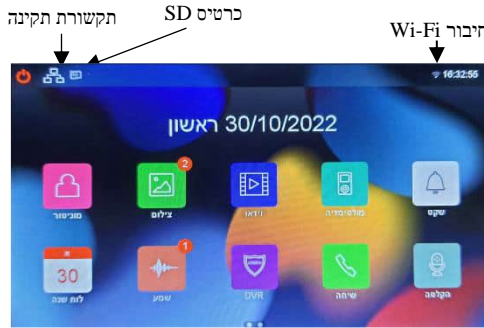 תקשורת תקינה
כרטיס SD
חיבור Wi-Fi
16:32:55
30/10/2022 ראשון
2
שקט
מולטימדיה
וידאו
צילום
מוניטור
1
30
הקלטה
שיחה
DVR
שמע
לוח שנה